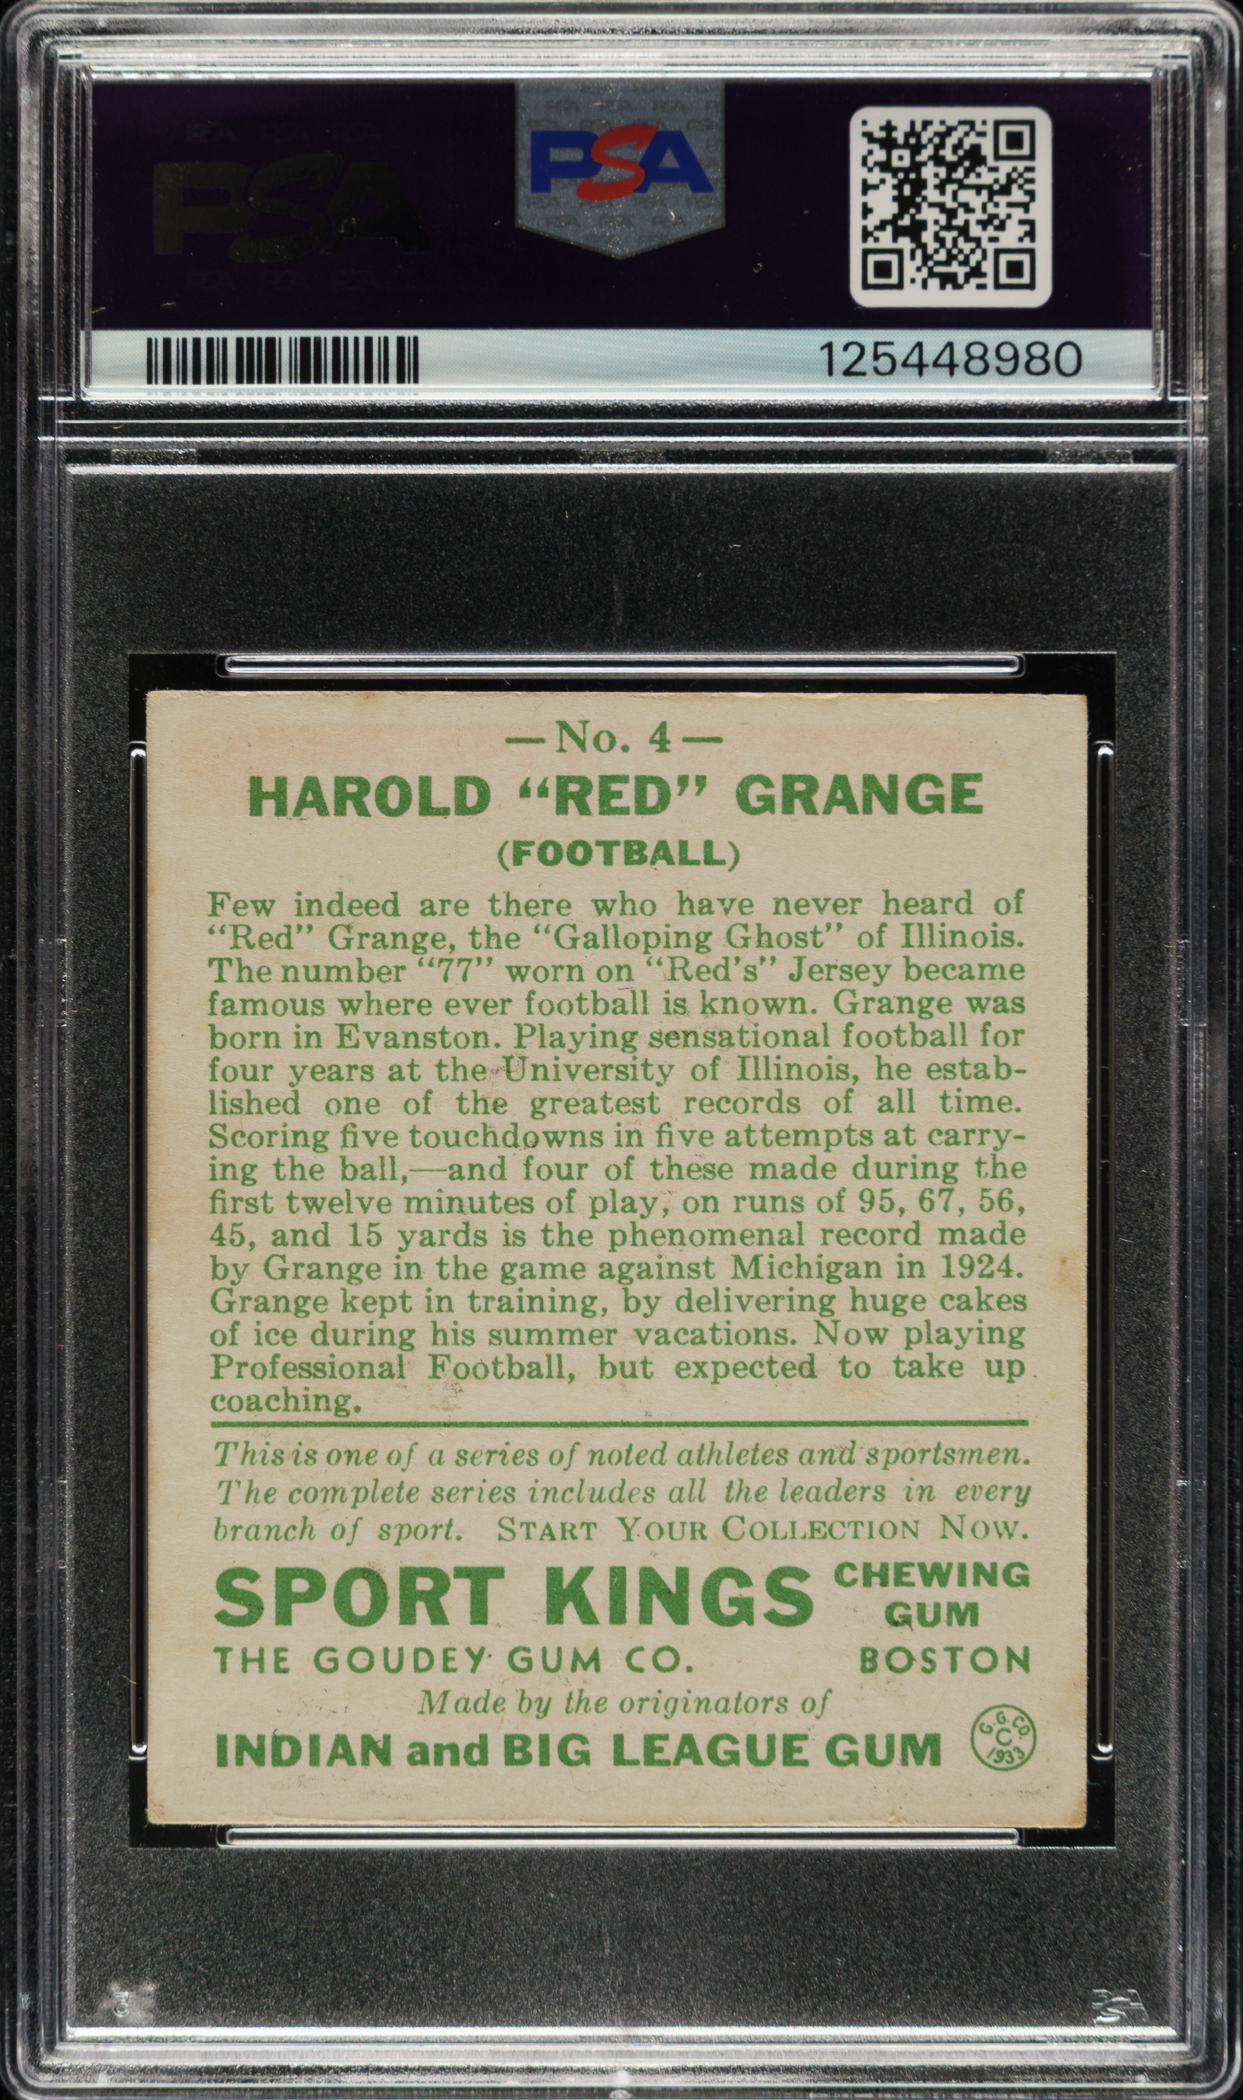 PSA
PSA
125448980
—No. 4—
HAROLD “RED” GRANGE
(FOOTBALL)
Few indeed are there who have never heard of
“Red” Grange, the “Galloping Ghost” of Illinois.
The number “77” worn on “Red's” Jersey became
famous where ever football is known. Grange was
born in Evanston. Playing sensational football for
four years at the University of Illinois, he estab-
lished one of the greatest records of all time.
Scoring five touchdowns in five attempts at carry-
ing the ball,—and four of these made during the
first twelve minutes of play, on runs of 95, 67, 56,
45, and 15 yards is the phenomenal record made
by Grange in the game against Michigan in 1924.
Grange kept in training, by delivering huge cakes
of ice during his summer vacations. Now playing
Professional Football, but expected to take up
coaching.
This is one of a series of noted athletes and sportsmen.
The complete series includes all the leaders in every
branch of sport. START YOUR COLLECTION NOW.
SPORT KINGS CHEWING GUM
THE GOUDEY GUM CO. BOSTON
Made by the originators of
INDIAN and BIG LEAGUE GUM
G. G. CO.
C
1933
PSA